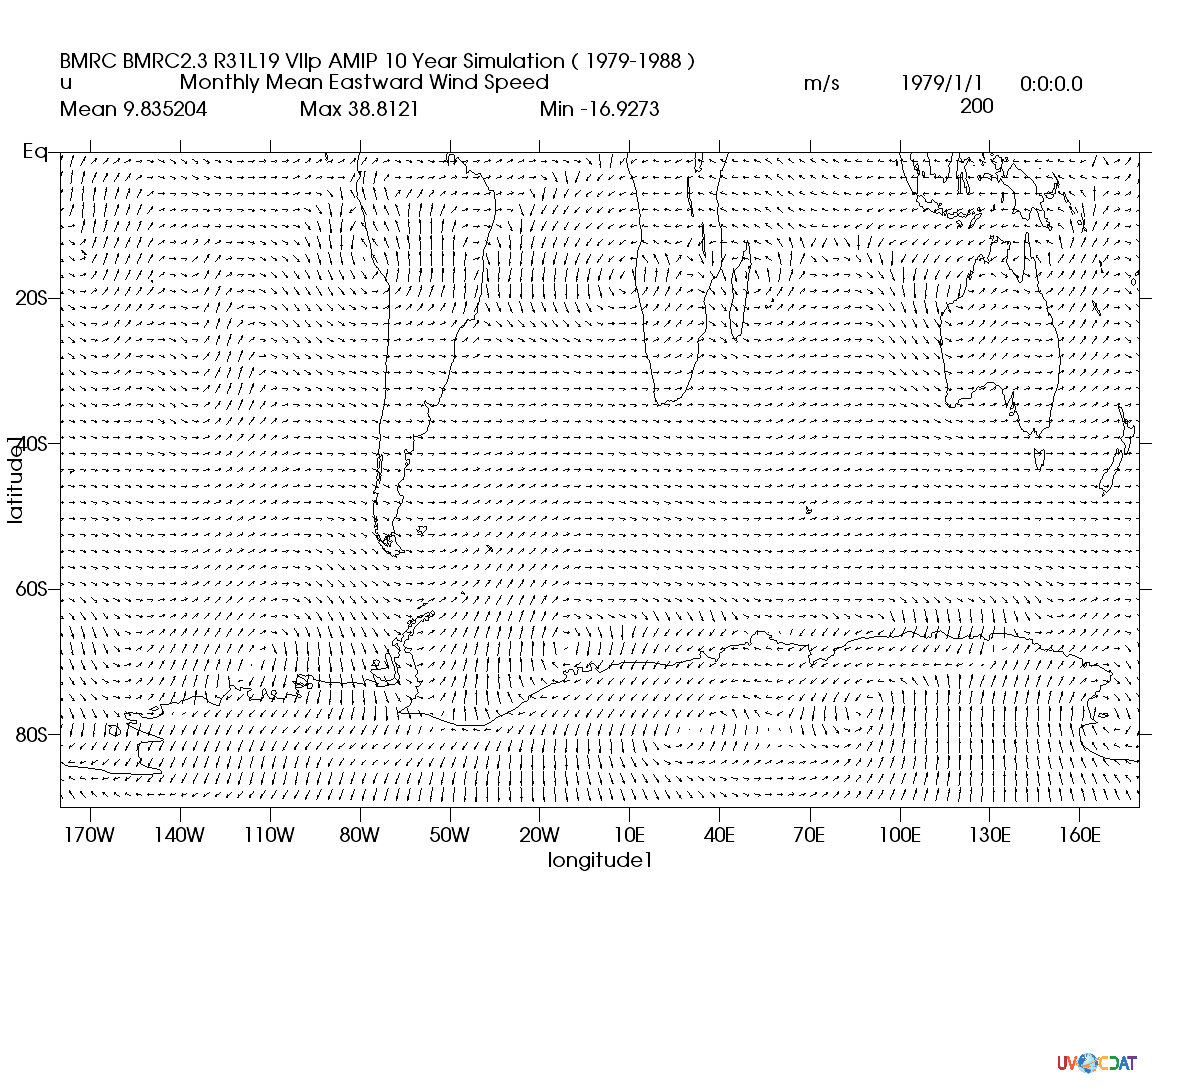 BMRC BMRC2.3 R31L19 VIIp AMIP 10 Year Simulation ( 1979-1988 )
u Monthly Mean Eastward Wind Speed m/s 1979/1/1 0:0:0.0
Mean 9.835204 Max 38.8121 Min -16.9273 200
Eq
20S
40S
latitude1
60S
80S
170W 140W 110W 80W 50W 20W 10E 40E 70E 100E 130E 160E
longitude1
UV CDAT